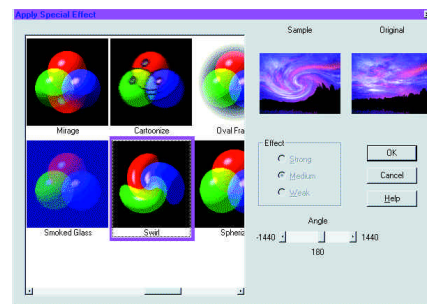 Apply Special Effect
Sample Original
Mirage Cartoonize Oval Fra
Smoked Glass Swirl Spheriz
Effect
Strong
Medium
Weak
OK
Cancel
Help
Angle
-1440 1440
180